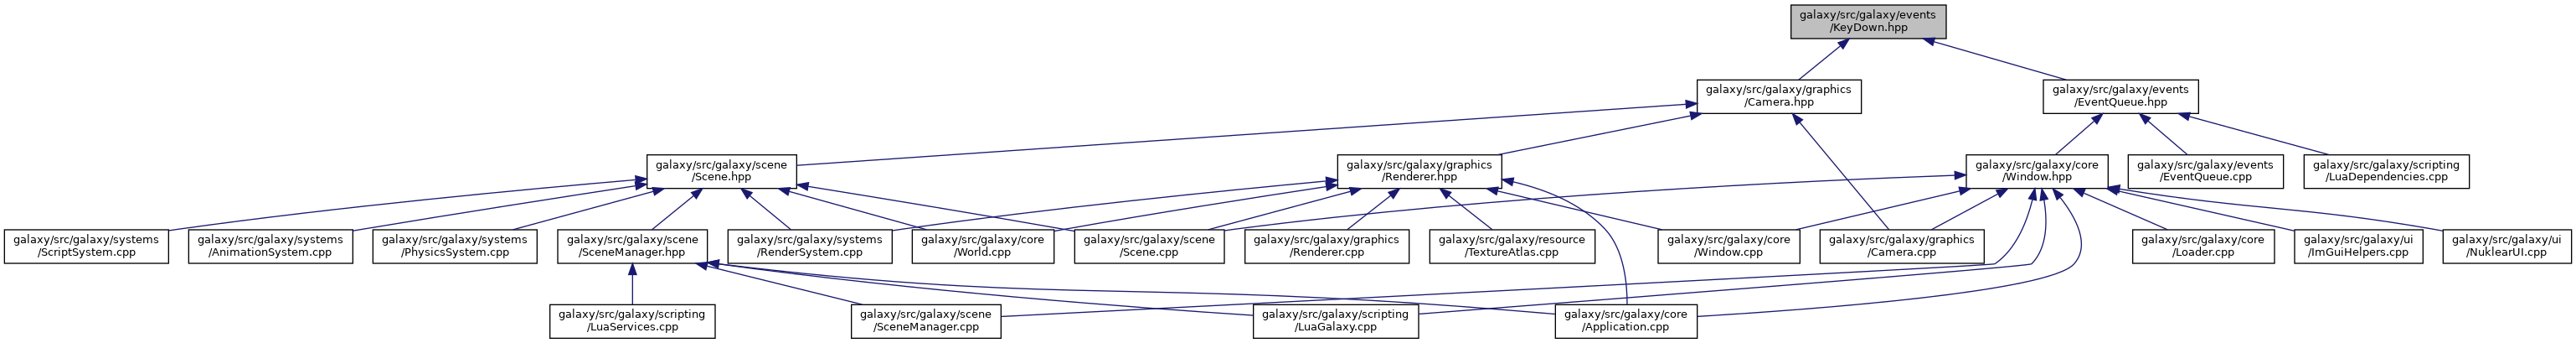 galaxy/src/galaxy/events
/KeyDown.hpp
galaxy/src/galaxy/graphics
/Camera.hpp
galaxy/src/galaxy/events
/EventQueue.hpp
galaxy/src/galaxy/scene
/Scene.hpp
galaxy/src/galaxy/graphics
/Renderer.hpp
galaxy/src/galaxy/core
/Window.hpp
galaxy/src/galaxy/events
/EventQueue.cpp
galaxy/src/galaxy/scripting
/LuaDependencies.cpp
galaxy/src/galaxy/systems
/ScriptSystem.cpp
galaxy/src/galaxy/systems
/AnimationSystem.cpp
galaxy/src/galaxy/systems
/PhysicsSystem.cpp
galaxy/src/galaxy/scene
/SceneManager.hpp
galaxy/src/galaxy/systems
/RenderSystem.cpp
galaxy/src/galaxy/core
/World.cpp
galaxy/src/galaxy/scene
/Scene.cpp
galaxy/src/galaxy/graphics
/Renderer.cpp
galaxy/src/galaxy/resource
/TextureAtlas.cpp
galaxy/src/galaxy/core
/Window.cpp
galaxy/src/galaxy/graphics
/Camera.cpp
galaxy/src/galaxy/core
/Loader.cpp
galaxy/src/galaxy/ui
/ImGuiHelpers.cpp
galaxy/src/galaxy/ui
/NuklearUI.cpp
galaxy/src/galaxy/scripting
/LuaServices.cpp
galaxy/src/galaxy/scene
/SceneManager.cpp
galaxy/src/galaxy/scripting
/LuaGalaxy.cpp
galaxy/src/galaxy/core
/Application.cpp